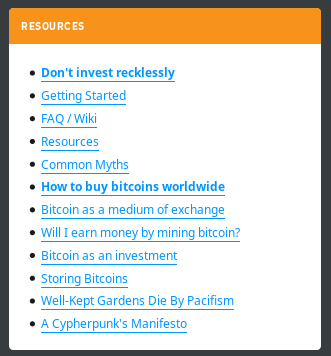 RESOURCES
Don't invest recklessly
Getting Started
FAQ / Wiki
Resources
Common Myths
How to buy bitcoins worldwide
Bitcoin as a medium of exchange
Will I earn money by mining bitcoin?
Bitcoin as an investment
Storing Bitcoins
Well-Kept Gardens Die By Pacifism
A Cypherpunk's Manifesto